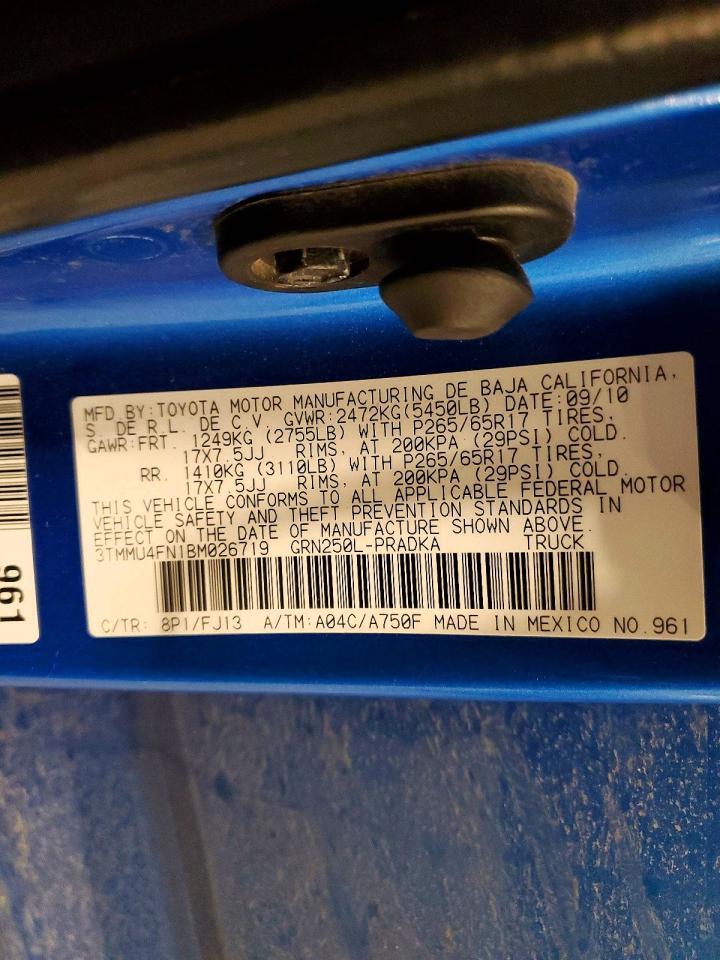 MFD.BY:TOYOTA MOTOR MANUFACTURING DE BAJA CALIFORNIA,
S. DE R.L. DE C.V. GVWR:2472KG(5450LB) DATE:09/10
GAWR:FRT. 1249KG (2755LB) WITH P265/65R17 TIRES,
17X7.5JJ RIMS, AT 200KPA (29PSI) COLD.
RR. 1410KG (3110LB) WITH P265/65R17 TIRES,
17X7.5JJ RIMS, AT 200KPA (29PSI) COLD.
THIS VEHICLE CONFORMS TO ALL APPLICABLE FEDERAL MOTOR
VEHICLE SAFETY AND THEFT PREVENTION STANDARDS IN
EFFECT ON THE DATE OF MANUFACTURE SHOWN ABOVE.
3TMMU4FN1BM026719 GRN250L-PRADKA TRUCK
C/TR: 8P1/FJ13 A/TM:A04C/A750F MADE IN MEXICO NO.961
961